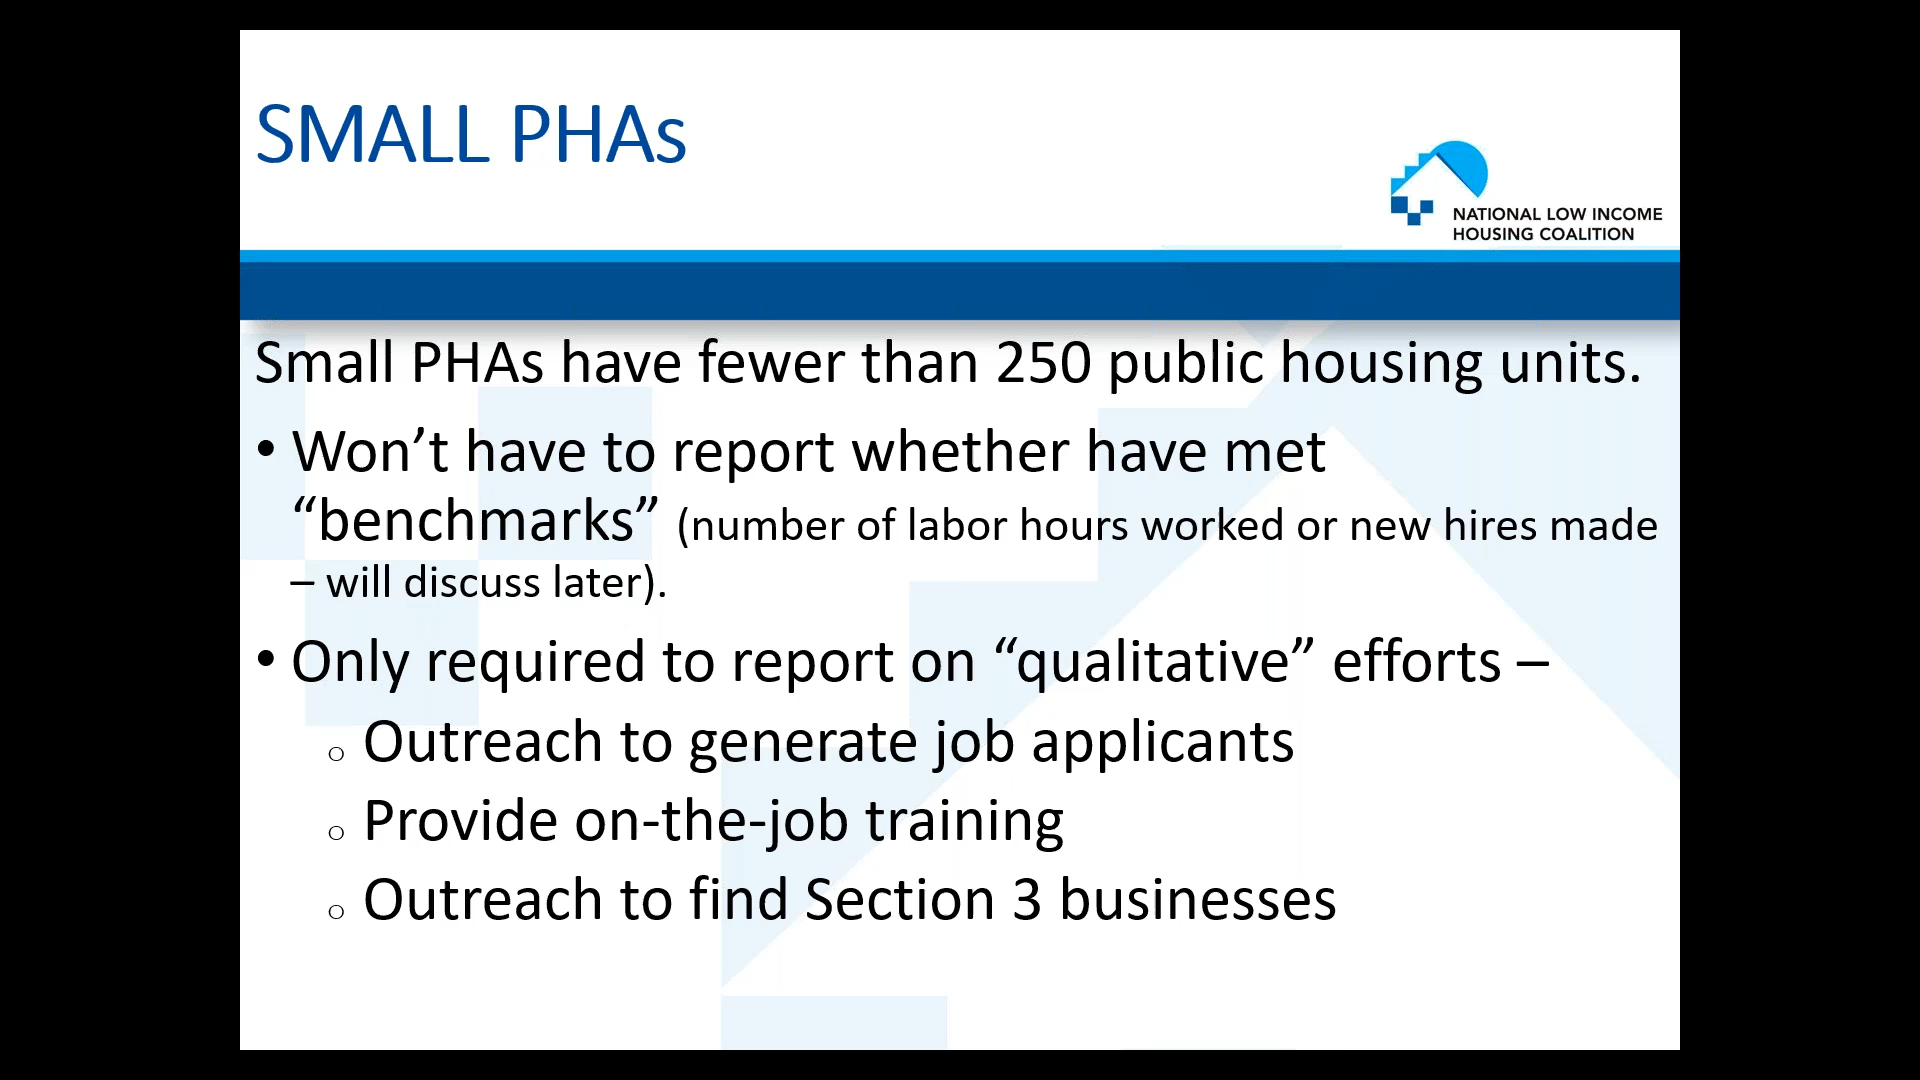 SMALL PHAs
NATIONAL LOW INCOME
HOUSING COALITION
Small PHAs have fewer than 250 public housing units.
• Won’t have to report whether have met
“benchmarks” (number of labor hours worked or new hires made
– will discuss later).
• Only required to report on “qualitative” efforts –
o Outreach to generate job applicants
o Provide on-the-job training
o Outreach to find Section 3 businesses